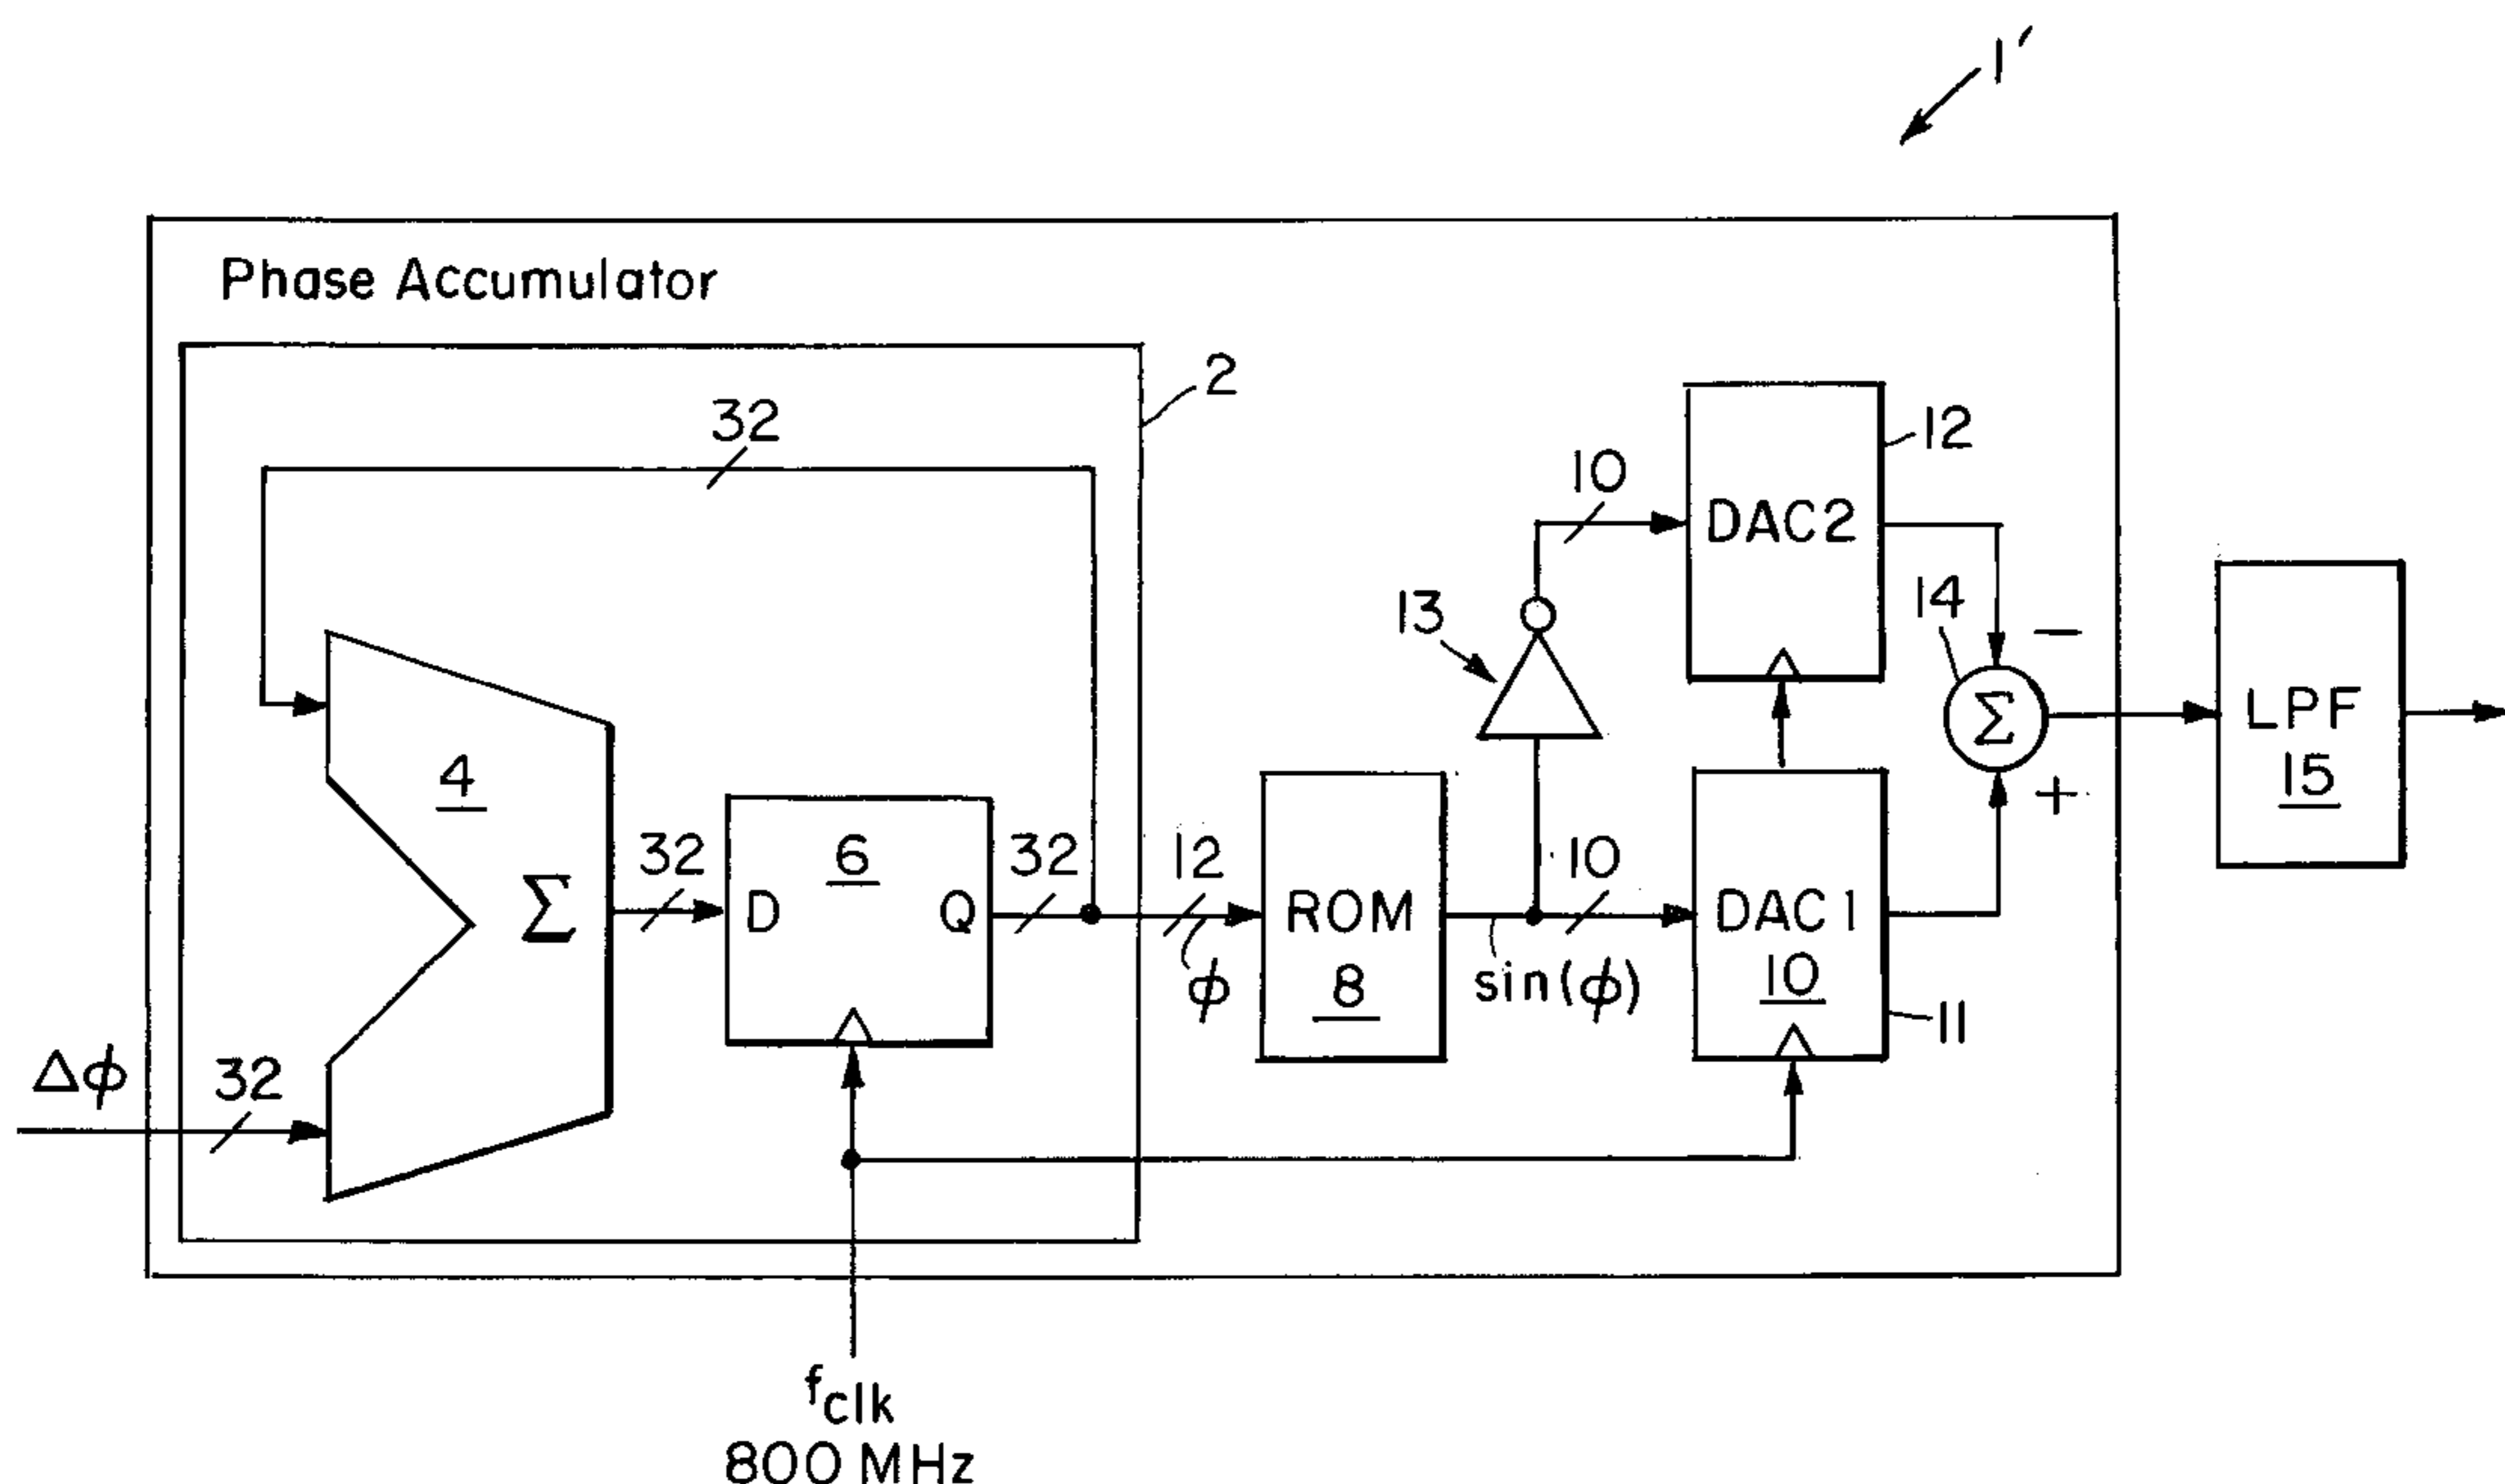 1′
Phase Accumulator
2
32
12
10
DAC2
13
14
−
Σ
+
LPF
15
4
Σ
32
6
D
Q
32
12
ϕ
ROM
8
10
sin(ϕ)
DAC1
10
11
Δϕ
32
fclk
800 MHz